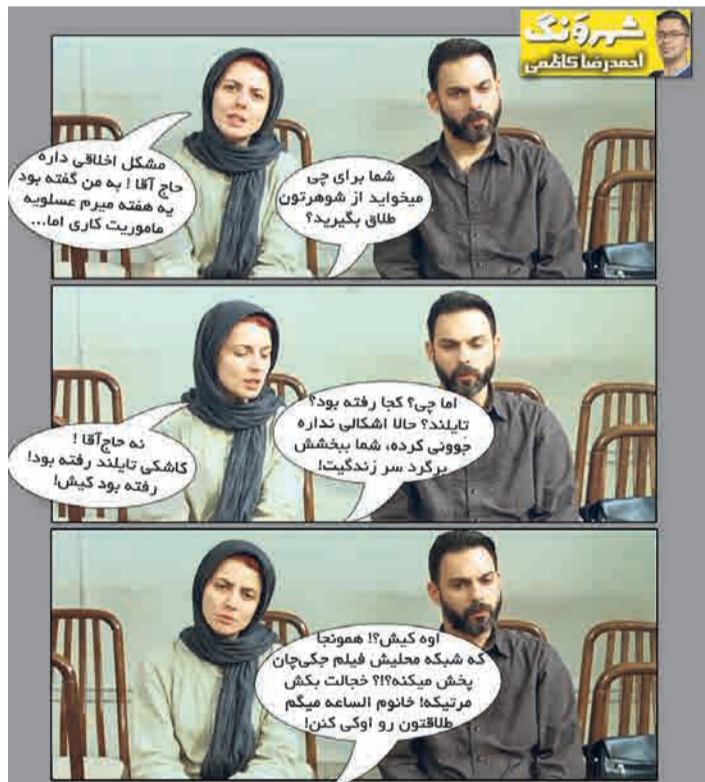 شهرونگ
احمدرضا کاظمی
شما برای چی
میخواید از شوهرتون
طلاق بگیرید؟
مشکل اخلاقی داره
حاج آقا ! به من گفته بود
یه هفته میرم عسلویه
ماموریت کاری اما...
اما چی؟ کجا رفته بود؟
تایلند؟ حالا اشکالی نداره
جوونی کرده، شما ببخشش
برگرد سر زندگیت!
نه حاج‌آقا !
کاشکی تایلند رفته بود!
رفته بود کیش!
اوه کیش؟! همونجا
که شبکه محلیش فیلم جکی‌چان
پخش میکنه؟!؟ خجالت بکش
مرتیکه! خانوم الساعه میگم
طلاقتون رو اوکی کنن!